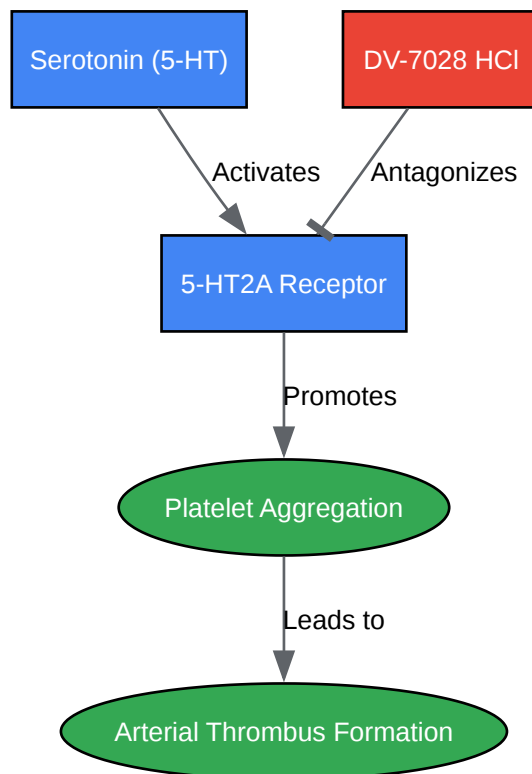 Serotonin (5-HT)
DV-7028 HCl
Activates
Antagonizes
5-HT2A Receptor
Promotes
Platelet Aggregation
Leads to
Arterial Thrombus Formation